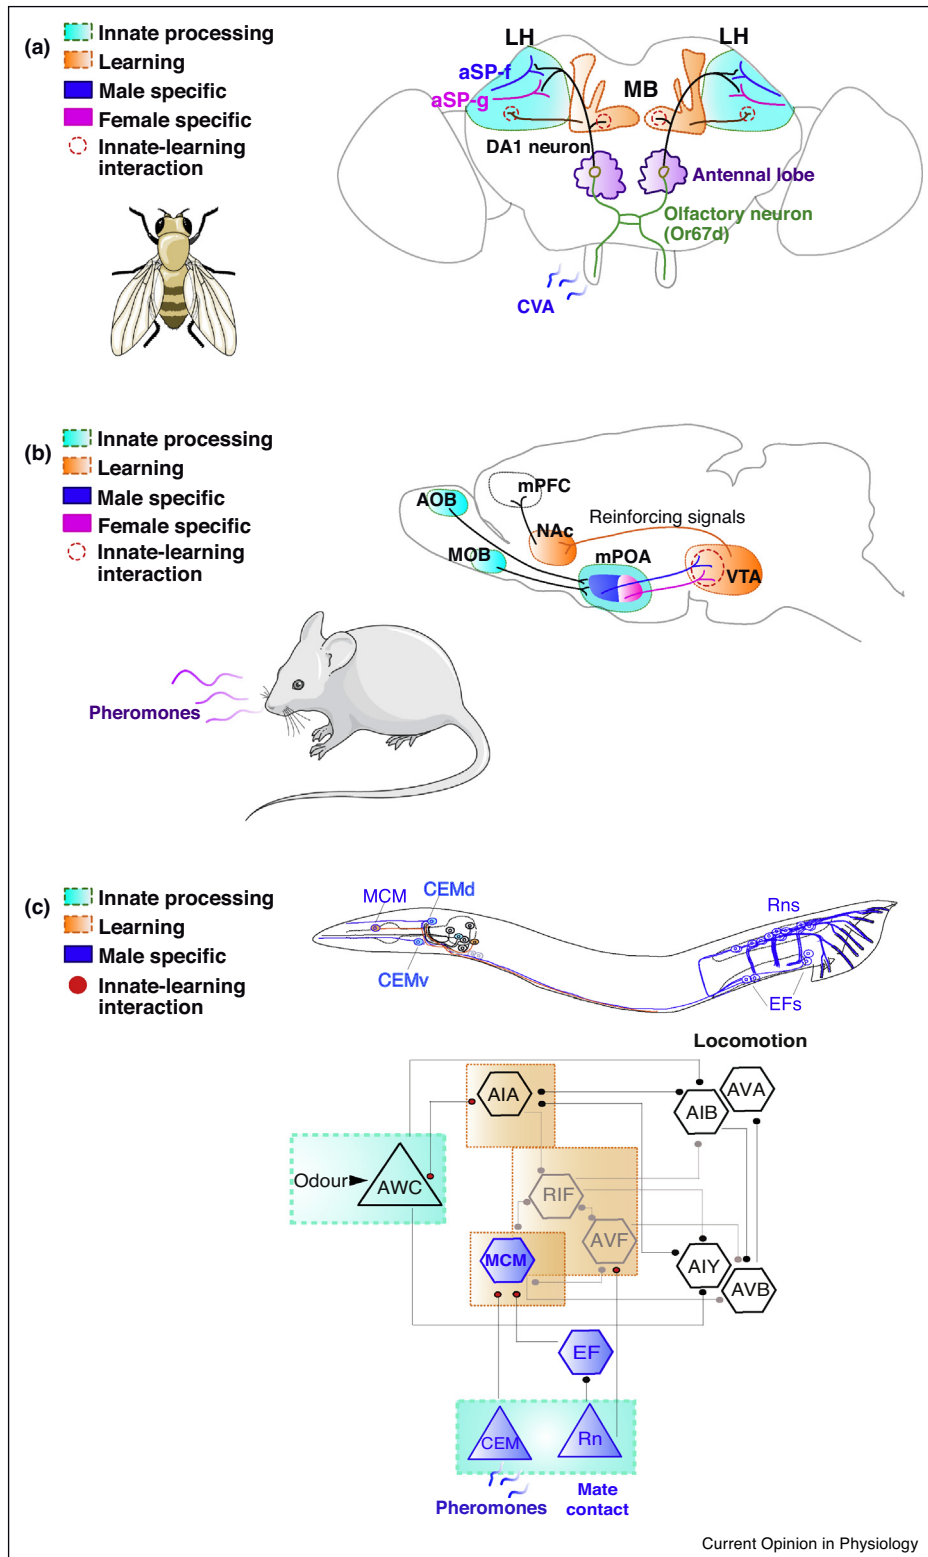 (a)
Innate processing
Learning
Male specific
Female specific
Innate-learning
interaction
LH
LH
aSP-f
aSP-g
MB
DA1 neuron
Antennal lobe
Olfactory neuron
(Or67d)
CVA
(b)
Innate processing
Learning
Male specific
Female specific
Innate-learning
interaction
mPFC
AOB
NAc
Reinforcing signals
MOB
mPOA
VTA
Pheromones
(c)
Innate processing
Learning
Male specific
Innate-learning
interaction
MCM
CEMd
CEMv
Rns
EFs
Locomotion
AIA
AVA
AIB
Odour
AWC
RIF
AVF
MCM
AIY
AVB
EF
CEM
Rn
Pheromones
Mate
contact
Current Opinion in Physiology